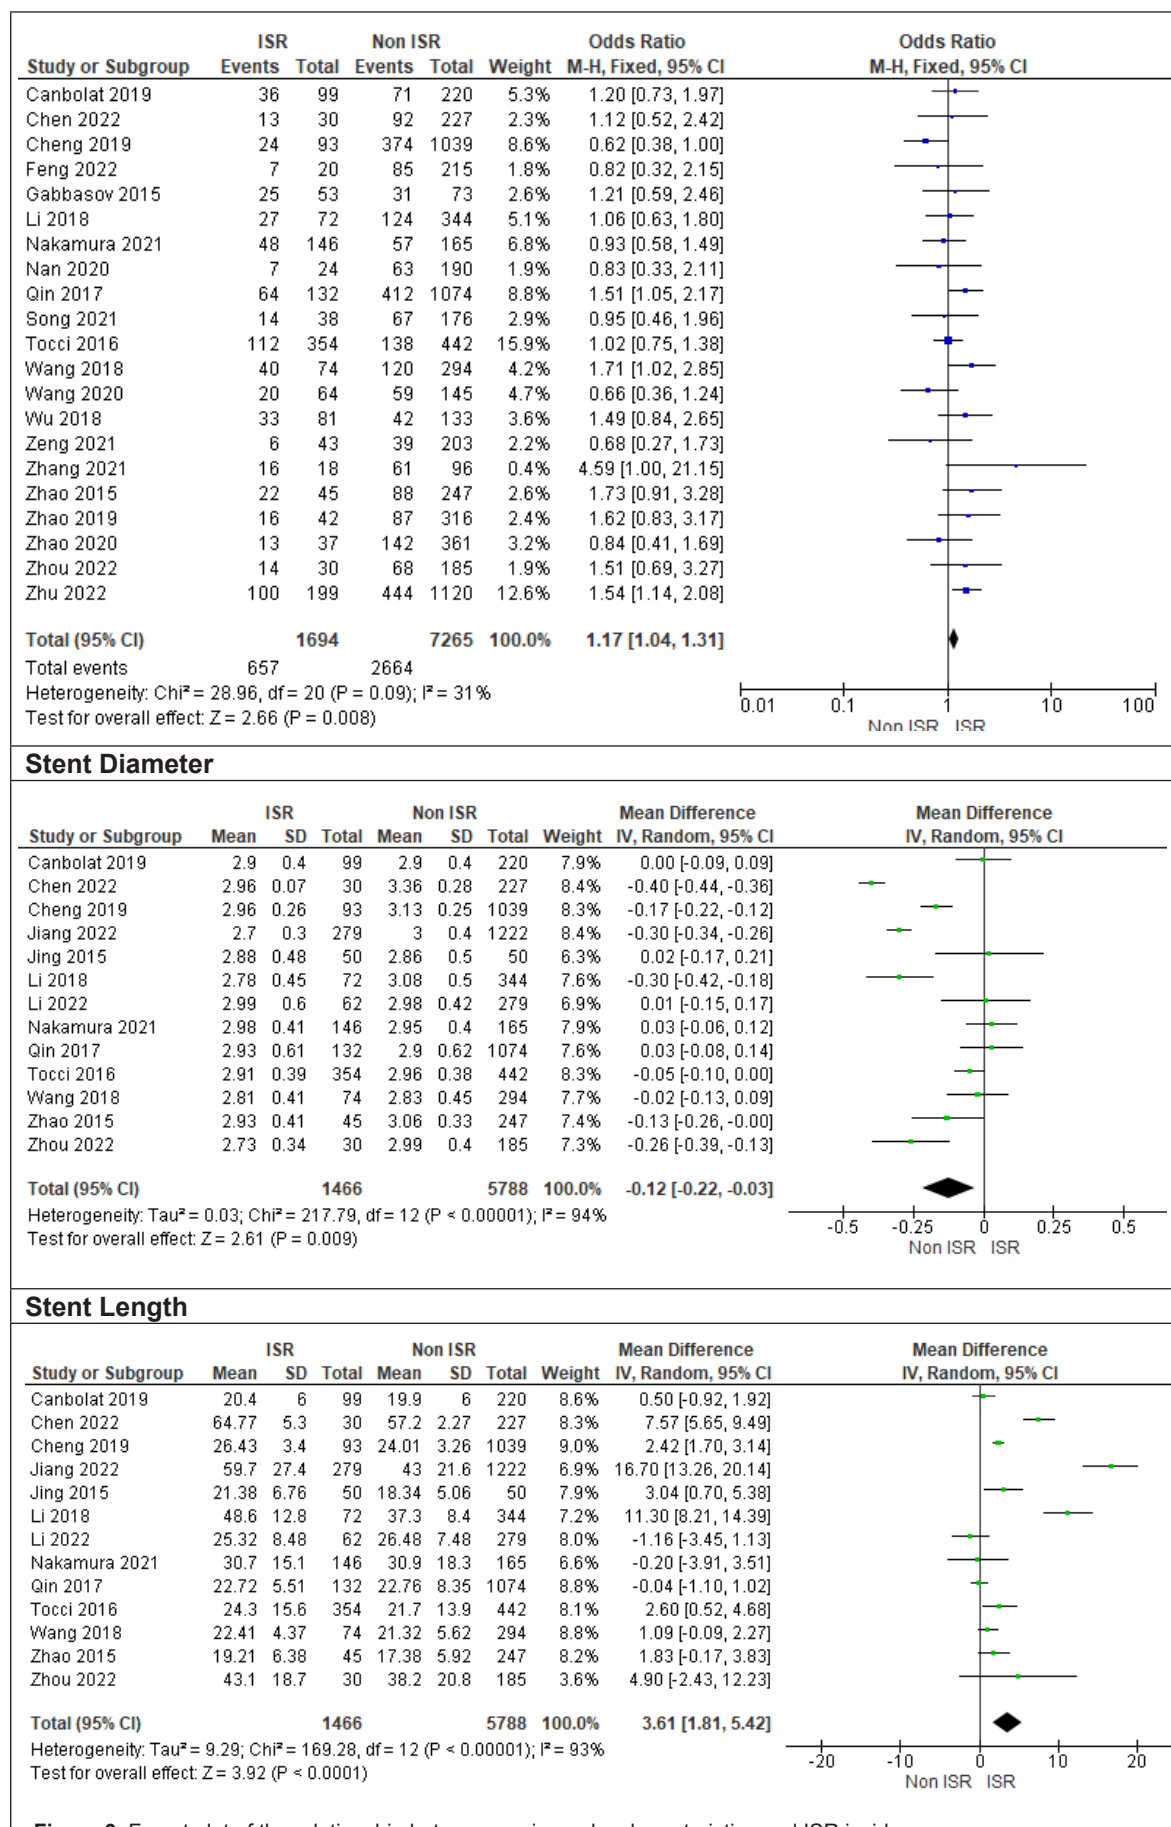 ISR Non ISR Odds Ratio Odds Ratio
Study or Subgroup Events Total Events Total Weight M-H, Fixed, 95% CI M-H, Fixed, 95% CI
Canbolat 2019 36 99 71 220 5.3% 1.20 [0.73, 1.97]
Chen 2022 13 30 92 227 2.3% 1.12 [0.52, 2.42]
Cheng 2019 24 93 374 1039 8.6% 0.62 [0.38, 1.00]
Feng 2022 7 20 85 215 1.8% 0.82 [0.32, 2.15]
Gabbasov 2015 25 53 31 73 2.6% 1.21 [0.59, 2.46]
Li 2018 27 72 124 344 5.1% 1.06 [0.63, 1.80]
Nakamura 2021 48 146 57 165 6.8% 0.93 [0.58, 1.49]
Nan 2020 7 24 63 190 1.9% 0.83 [0.33, 2.11]
Qin 2017 64 132 412 1074 8.8% 1.51 [1.05, 2.17]
Song 2021 14 38 67 176 2.9% 0.95 [0.46, 1.96]
Tocci 2016 112 354 138 442 15.9% 1.02 [0.75, 1.38]
Wang 2018 40 74 120 294 4.2% 1.71 [1.02, 2.85]
Wang 2020 20 64 59 145 4.7% 0.66 [0.36, 1.24]
Wu 2018 33 81 42 133 3.6% 1.49 [0.84, 2.65]
Zeng 2021 6 43 39 203 2.2% 0.68 [0.27, 1.73]
Zhang 2021 16 18 61 96 0.4% 4.59 [1.00, 21.15]
Zhao 2015 22 45 88 247 2.6% 1.73 [0.91, 3.28]
Zhao 2019 16 42 87 316 2.4% 1.62 [0.83, 3.17]
Zhao 2020 13 37 142 361 3.2% 0.84 [0.41, 1.69]
Zhou 2022 14 30 68 185 1.9% 1.51 [0.69, 3.27]
Zhu 2022 100 199 444 1120 12.6% 1.54 [1.14, 2.08]
Total (95% CI) 1694 7265 100.0% 1.17 [1.04, 1.31]
Total events 657 2664
Heterogeneity: Chi² = 28.96, df = 20 (P = 0.09); I² = 31%
Test for overall effect: Z = 2.66 (P = 0.008)
0.01 0.1 1 10 100
Non ISR ISR
Stent Diameter
ISR Non ISR Mean Difference Mean Difference
Study or Subgroup Mean SD Total Mean SD Total Weight IV, Random, 95% CI IV, Random, 95% CI
Canbolat 2019 2.9 0.4 99 2.9 0.4 220 7.9% 0.00 [-0.09, 0.09]
Chen 2022 2.96 0.07 30 3.36 0.28 227 8.4% -0.40 [-0.44, -0.36]
Cheng 2019 2.96 0.26 93 3.13 0.25 1039 8.3% -0.17 [-0.22, -0.12]
Jiang 2022 2.7 0.3 279 3 0.4 1222 8.4% -0.30 [-0.34, -0.26]
Jing 2015 2.88 0.48 50 2.86 0.5 50 6.3% 0.02 [-0.17, 0.21]
Li 2018 2.78 0.45 72 3.08 0.5 344 7.6% -0.30 [-0.42, -0.18]
Li 2022 2.99 0.6 62 2.98 0.42 279 6.9% 0.01 [-0.15, 0.17]
Nakamura 2021 2.98 0.41 146 2.95 0.4 165 7.9% 0.03 [-0.06, 0.12]
Qin 2017 2.93 0.61 132 2.9 0.62 1074 7.6% 0.03 [-0.08, 0.14]
Tocci 2016 2.91 0.39 354 2.96 0.38 442 8.3% -0.05 [-0.10, 0.00]
Wang 2018 2.81 0.41 74 2.83 0.45 294 7.7% -0.02 [-0.13, 0.09]
Zhao 2015 2.93 0.41 45 3.06 0.33 247 7.3% -0.13 [-0.26, -0.00]
Zhou 2022 2.73 0.34 30 2.99 0.4 185 7.3% -0.26 [-0.39, -0.13]
Total (95% CI) 1466 5788 100.0% -0.12 [-0.22, -0.03]
Heterogeneity: Tau² = 0.03; Chi² = 217.79, df = 12 (P < 0.00001); I² = 94%
Test for overall effect: Z = 2.61 (P = 0.009)
-0.5 -0.25 0 0.25 0.5
Non ISR ISR
Stent Length
ISR Non ISR Mean Difference Mean Difference
Study or Subgroup Mean SD Total Mean SD Total Weight IV, Random, 95% CI IV, Random, 95% CI
Canbolat 2019 20.4 6 99 19.9 6 220 8.6% 0.50 [-0.92, 1.92]
Chen 2022 64.77 5.3 30 57.2 2.27 227 8.3% 7.57 [5.65, 9.49]
Cheng 2019 26.43 3.4 93 24.01 3.26 1039 9.0% 2.42 [1.70, 3.14]
Jiang 2022 59.7 27.4 279 43 21.6 1222 6.9% 16.70 [13.26, 20.14]
Jing 2015 21.38 6.76 50 18.34 5.06 50 7.9% 3.04 [0.70, 5.38]
Li 2018 48.6 12.8 72 37.3 8.4 344 7.2% 11.30 [8.21, 14.39]
Li 2022 25.32 8.48 62 26.48 7.48 279 8.0% -1.16 [-3.45, 1.13]
Nakamura 2021 30.7 15.1 146 30.9 18.3 165 6.6% -0.20 [-3.91, 3.51]
Qin 2017 22.72 5.51 132 22.76 8.35 1074 8.8% -0.04 [-1.10, 1.02]
Tocci 2016 24.3 15.6 354 21.7 13.9 442 8.1% 2.60 [0.52, 4.68]
Wang 2018 22.41 4.37 74 21.32 5.62 294 8.8% 1.09 [-0.09, 2.27]
Zhao 2015 19.21 6.38 45 17.38 5.92 247 8.2% 1.83 [-0.17, 3.83]
Zhou 2022 43.1 18.7 30 38.2 20.8 185 3.6% 4.90 [-2.43, 12.23]
Total (95% CI) 1466 5788 100.0% 3.61 [1.81, 5.42]
Heterogeneity: Tau² = 9.29; Chi² = 169.28, df = 12 (P < 0.00001); I² = 93%
Test for overall effect: Z = 3.92 (P < 0.0001)
-20 -10 0 10 20
Non ISR ISR